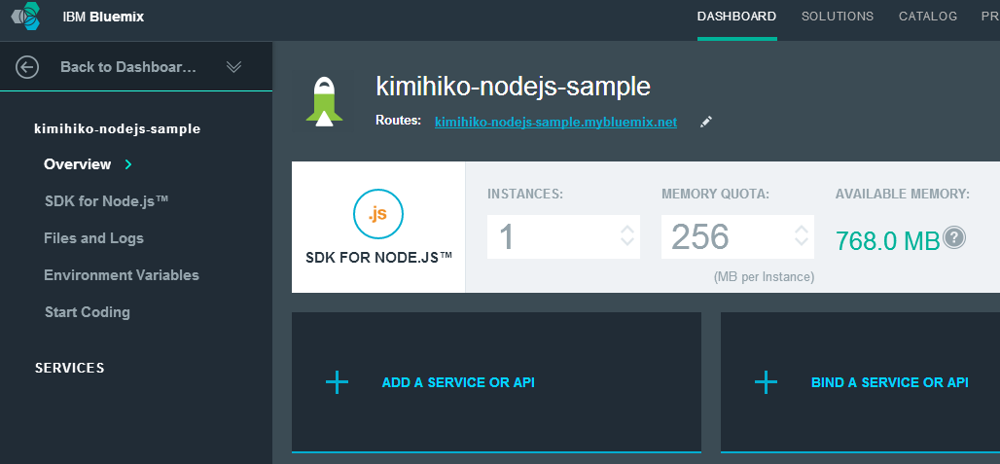 IBM Bluemix
DASHBOARD SOLUTIONS CATALOG PR
Back to Dashboar...
kimihiko-nodejs-sample
Overview
SDK for Node.js™
Files and Logs
Environment Variables
Start Coding
SERVICES
kimihiko-nodejs-sample
Routes: kimihiko-nodejs-sample.mybluemix.net
.js
SDK FOR NODE.JS™
INSTANCES:
1
MEMORY QUOTA:
256
(MB per Instance)
AVAILABLE MEMORY:
768.0 MB ?
ADD A SERVICE OR API
BIND A SERVICE OR API